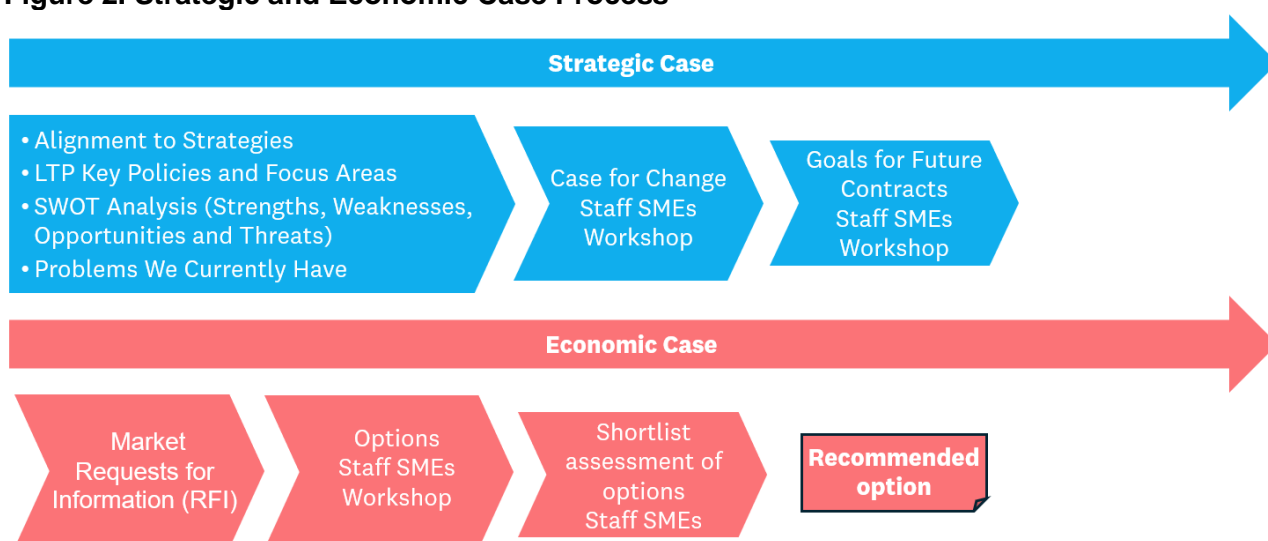 Figure 2. Strategic and Economic Case Process
Strategic Case
• Alignment to Strategies
• LTP Key Policies and Focus Areas
• SWOT Analysis (Strengths, Weaknesses,
Opportunities and Threats)
• Problems We Currently Have
Case for Change
Staff SMEs
Workshop
Goals for Future
Contracts
Staff SMEs
Workshop
Economic Case
Market
Requests for
Information (RFI)
Options
Staff SMEs
Workshop
Shortlist
assessment of
options
Staff SMEs
Recommended
option